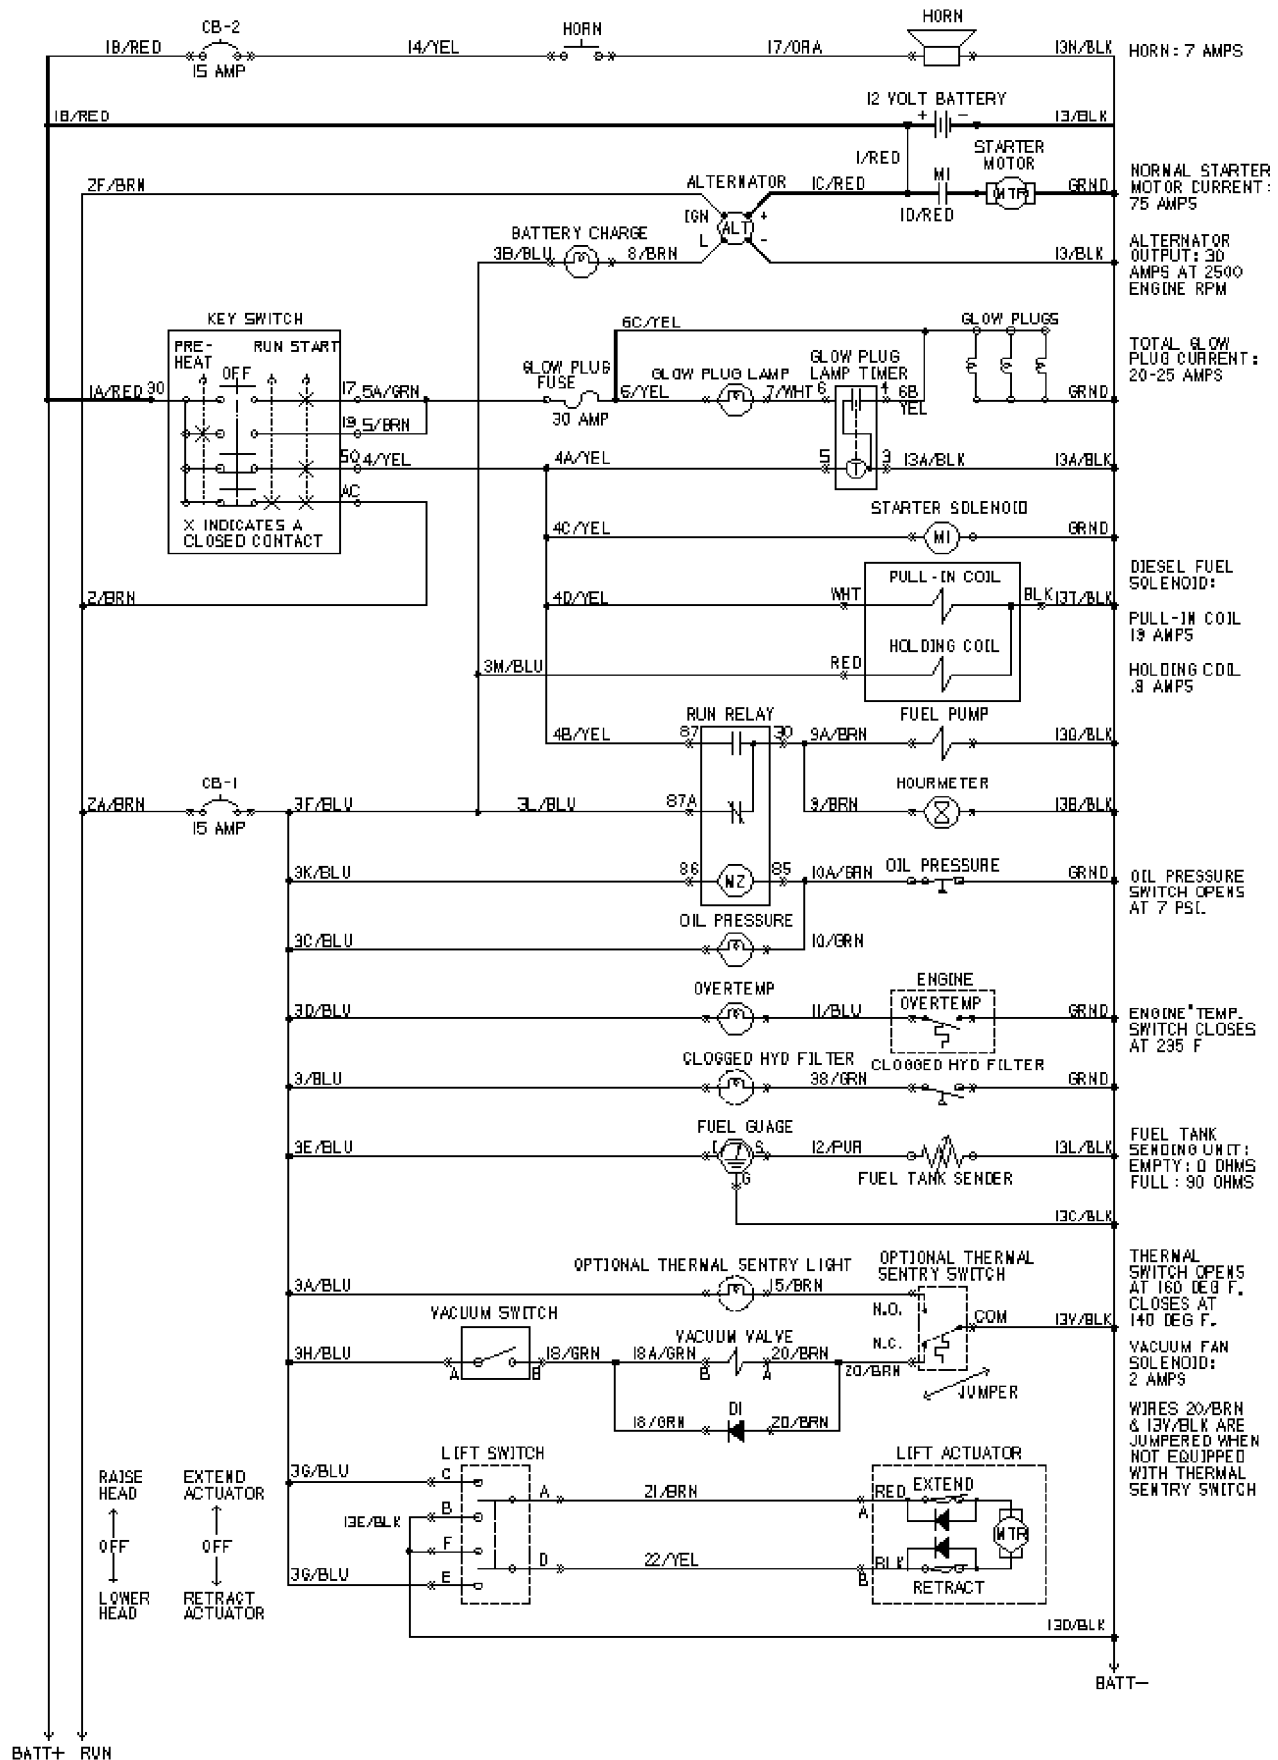 CB-2
HORN
HORN
1B/RED
14/YEL
17/ORA
13N/BLK
HORN: 7 AMPS
15 AMP
12 VOLT BATTERY
1B/RED
+
-
13/BLK
STARTER
MOTOR
1/RED
M1
2F/BRN
ALTERNATOR
1C/RED
MTR
GRND
NORMAL STARTER
MOTOR CURRENT:
75 AMPS
1D/RED
IGN
+
ALT
L
-
BATTERY CHARGE
3B/BLU
8/BRN
13/BLK
ALTERNATOR
OUTPUT: 30
AMPS AT 2500
ENGINE RPM
KEY SWITCH
6C/YEL
GLOW PLUGS
PRE-
HEAT
RUN
START
OFF
GLOW PLUG
FUSE
GLOW PLUG LAMP
GLOW PLUG
LAMP TIMER
TOTAL GLOW
PLUG CURRENT:
20-25 AMPS
1A/RED
30
17
5A/GRN
6/YEL
7/WHT
6
4
6B
YEL
GRND
30 AMP
19
5/BRN
50
4/YEL
4A/YEL
5
3
T
13A/BLK
13A/BLK
AC
X INDICATES A
CLOSED CONTACT
STARTER SOLENOID
4C/YEL
M1
GRND
DIESEL FUEL
SOLENOID:
PULL-IN COIL
19 AMPS
HOLDING COIL
.8 AMPS
PULL-IN COIL
2/BRN
4D/YEL
WHT
BLK
13T/BLK
HOLDING COIL
3M/BLU
RED
RUN RELAY
FUEL PUMP
4B/YEL
87
30
9A/BRN
13Q/BLK
CB-1
HOURMETER
2A/BRN
3F/BLU
3L/BLU
87A
9/BRN
13B/BLK
15 AMP
3K/BLU
86
M2
85
10A/GRN
OIL PRESSURE
GRND
OIL PRESSURE
SWITCH OPENS
AT 7 PSI.
OIL PRESSURE
3C/BLU
10/GRN
OVERTEMP
ENGINE
OVERTEMP
3D/BLU
11/BLU
GRND
ENGINE TEMP.
SWITCH CLOSES
AT 235 F
CLOGGED HYD FILTER
CLOGGED HYD FILTER
3/BLU
38/GRN
GRND
FUEL GUAGE
3E/BLU
I
S
G
12/PUR
FUEL TANK SENDER
13L/BLK
FUEL TANK
SENDING UNIT:
EMPTY: 0 OHMS
FULL : 90 OHMS
13C/BLK
OPTIONAL THERMAL SENTRY LIGHT
OPTIONAL THERMAL
SENTRY SWITCH
3A/BLU
15/BRN
N.O.
COM
13V/BLK
THERMAL
SWITCH OPENS
AT 160 DEG F.
CLOSES AT
140 DEG F.
VACUUM SWITCH
VACUUM VALVE
N.C.
3H/BLU
A
B
18/GRN
18A/GRN
B
A
20/BRN
20/BRN
JUMPER
VACUUM FAN
SOLENOID:
2 AMPS
D1
18/GRN
20/BRN
WIRES 20/BRN
& 13V/BLK ARE
JUMPERED WHEN
NOT EQUIPPED
WITH THERMAL
SENTRY SWITCH
LIFT SWITCH
LIFT ACTUATOR
RAISE
HEAD
OFF
LOWER
HEAD
EXTEND
ACTUATOR
OFF
RETRACT
ACTUATOR
3G/BLU
C
A
21/BRN
A
RED
EXTEND
13E/BLK
B
MTR
F
3G/BLU
E
D
22/YEL
B
BLK
RETRACT
13D/BLK
BATT-
BATT+
RUN